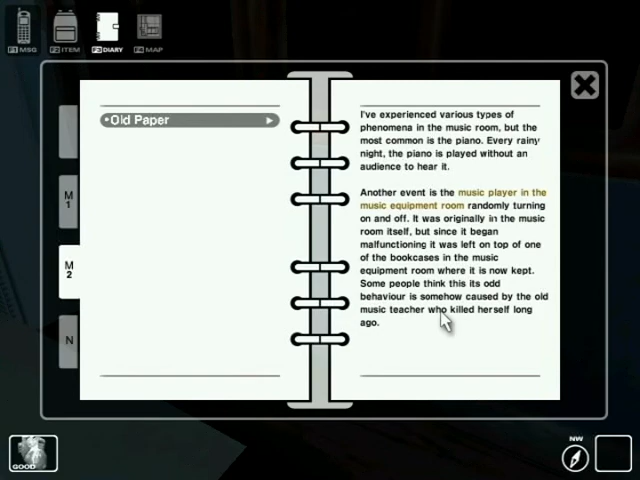 MSG
ITEM
DIARY
MAP
•Old Paper
M
1
M
2
N
I've experienced various types of
phenomena in the music room, but the
most common is the piano. Every rainy
night, the piano is played without an
audience to hear it.
Another event is the music player in the
music equipment room randomly turning
on and off. It was originally in the music
room itself, but since it began
malfunctioning it was left on top of one
of the bookcases in the music
equipment room where it is now kept.
Some people think this its odd
behaviour is somehow caused by the old
music teacher who killed herself long
ago.
GOOD
NW